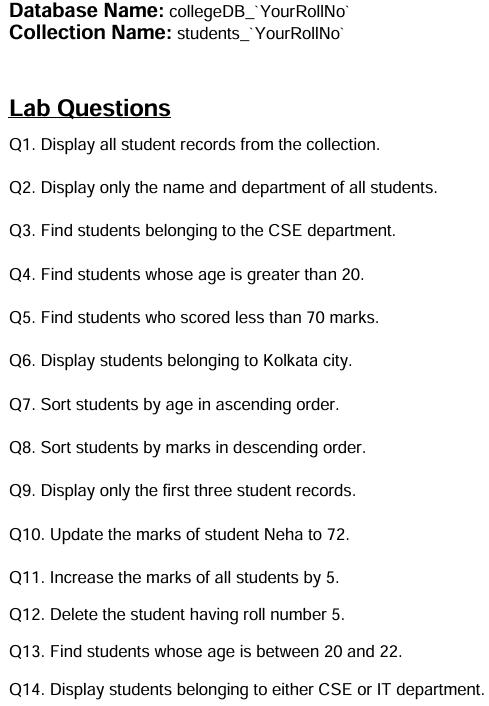 Database Name: collegeDB_`YourRollNo`
Collection Name: students_`YourRollNo`
Lab Questions
Q1. Display all student records from the collection.
Q2. Display only the name and department of all students.
Q3. Find students belonging to the CSE department.
Q4. Find students whose age is greater than 20.
Q5. Find students who scored less than 70 marks.
Q6. Display students belonging to Kolkata city.
Q7. Sort students by age in ascending order.
Q8. Sort students by marks in descending order.
Q9. Display only the first three student records.
Q10. Update the marks of student Neha to 72.
Q11. Increase the marks of all students by 5.
Q12. Delete the student having roll number 5.
Q13. Find students whose age is between 20 and 22.
Q14. Display students belonging to either CSE or IT department.